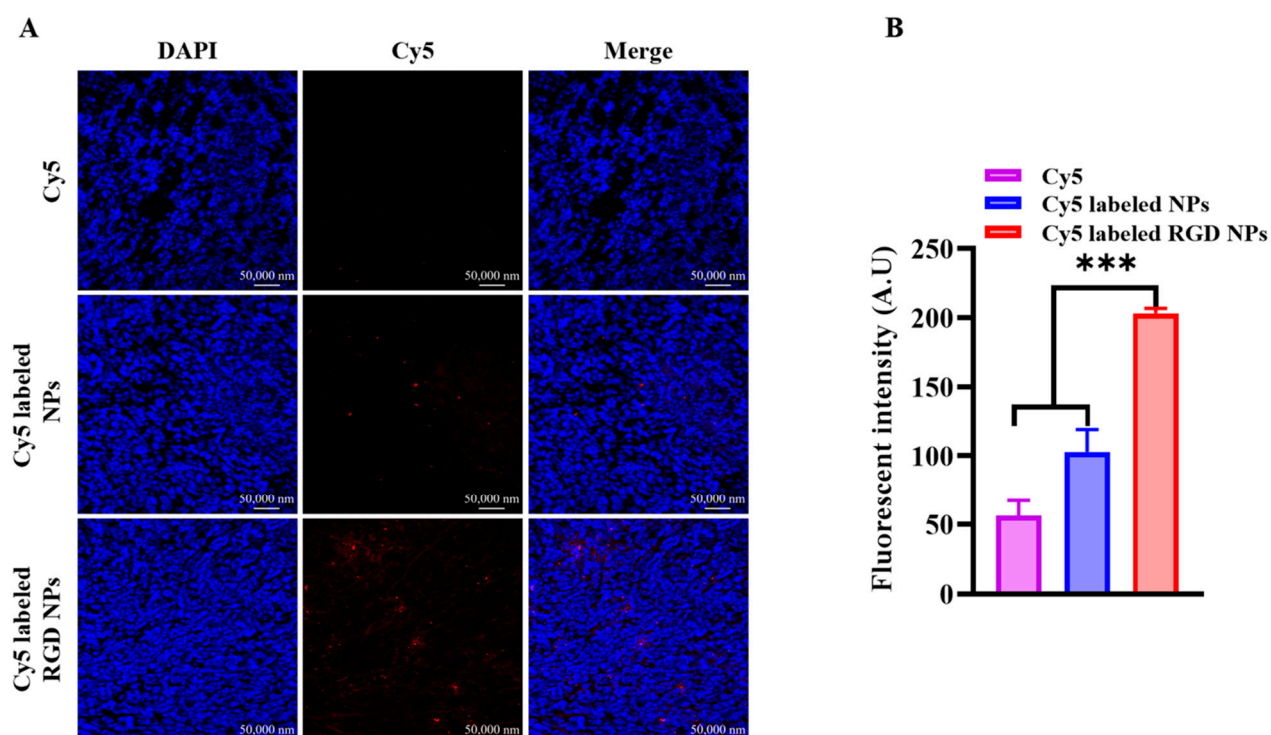 A
B
DAPI
Cy5
Merge
Cy5
50,000 nm
50,000 nm
50,000 nm
Cy5 labeled
NPs
50,000 nm
50,000 nm
50,000 nm
Cy5 labeled
RGD NPs
50,000 nm
50,000 nm
50,000 nm
Cy5
Cy5 labeled NPs
Cy5 labeled RGD NPs
***
Fluorescent intensity (A.U)
250
200
150
100
50
0